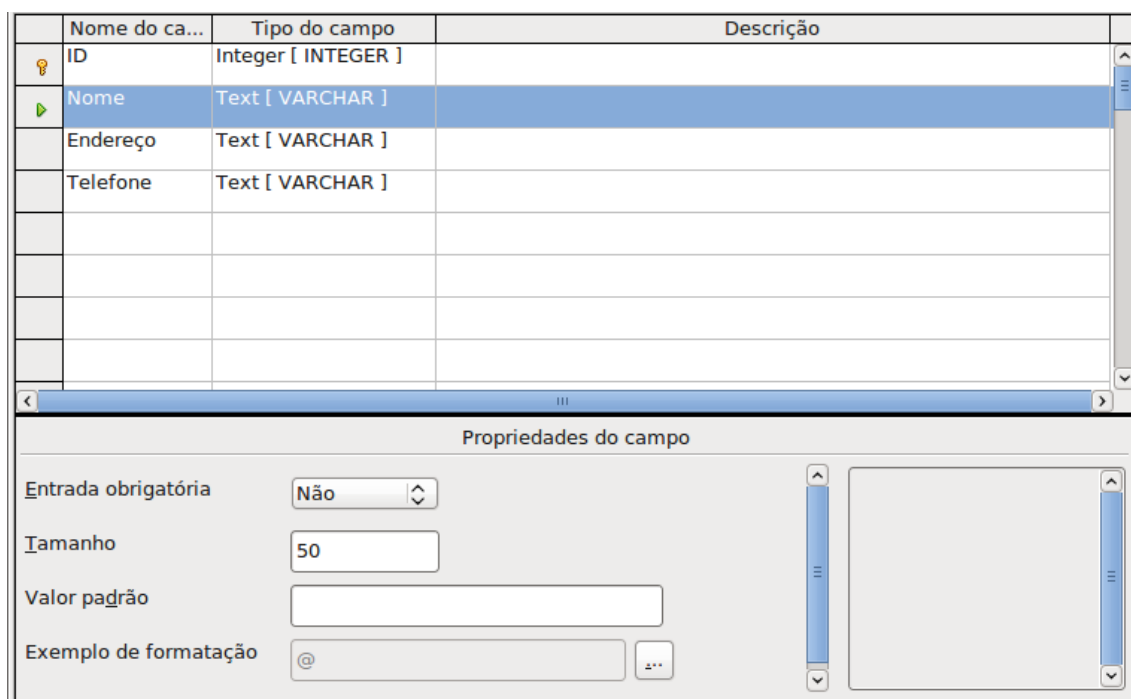 Nome do ca... Tipo do campo Descrição
ID Integer [ INTEGER ]
Nome Text [ VARCHAR ]
Endereço Text [ VARCHAR ]
Telefone Text [ VARCHAR ]
Propriedades do campo
Entrada obrigatória Não
Tamanho 50
Valor padrão
Exemplo de formatação @ ...